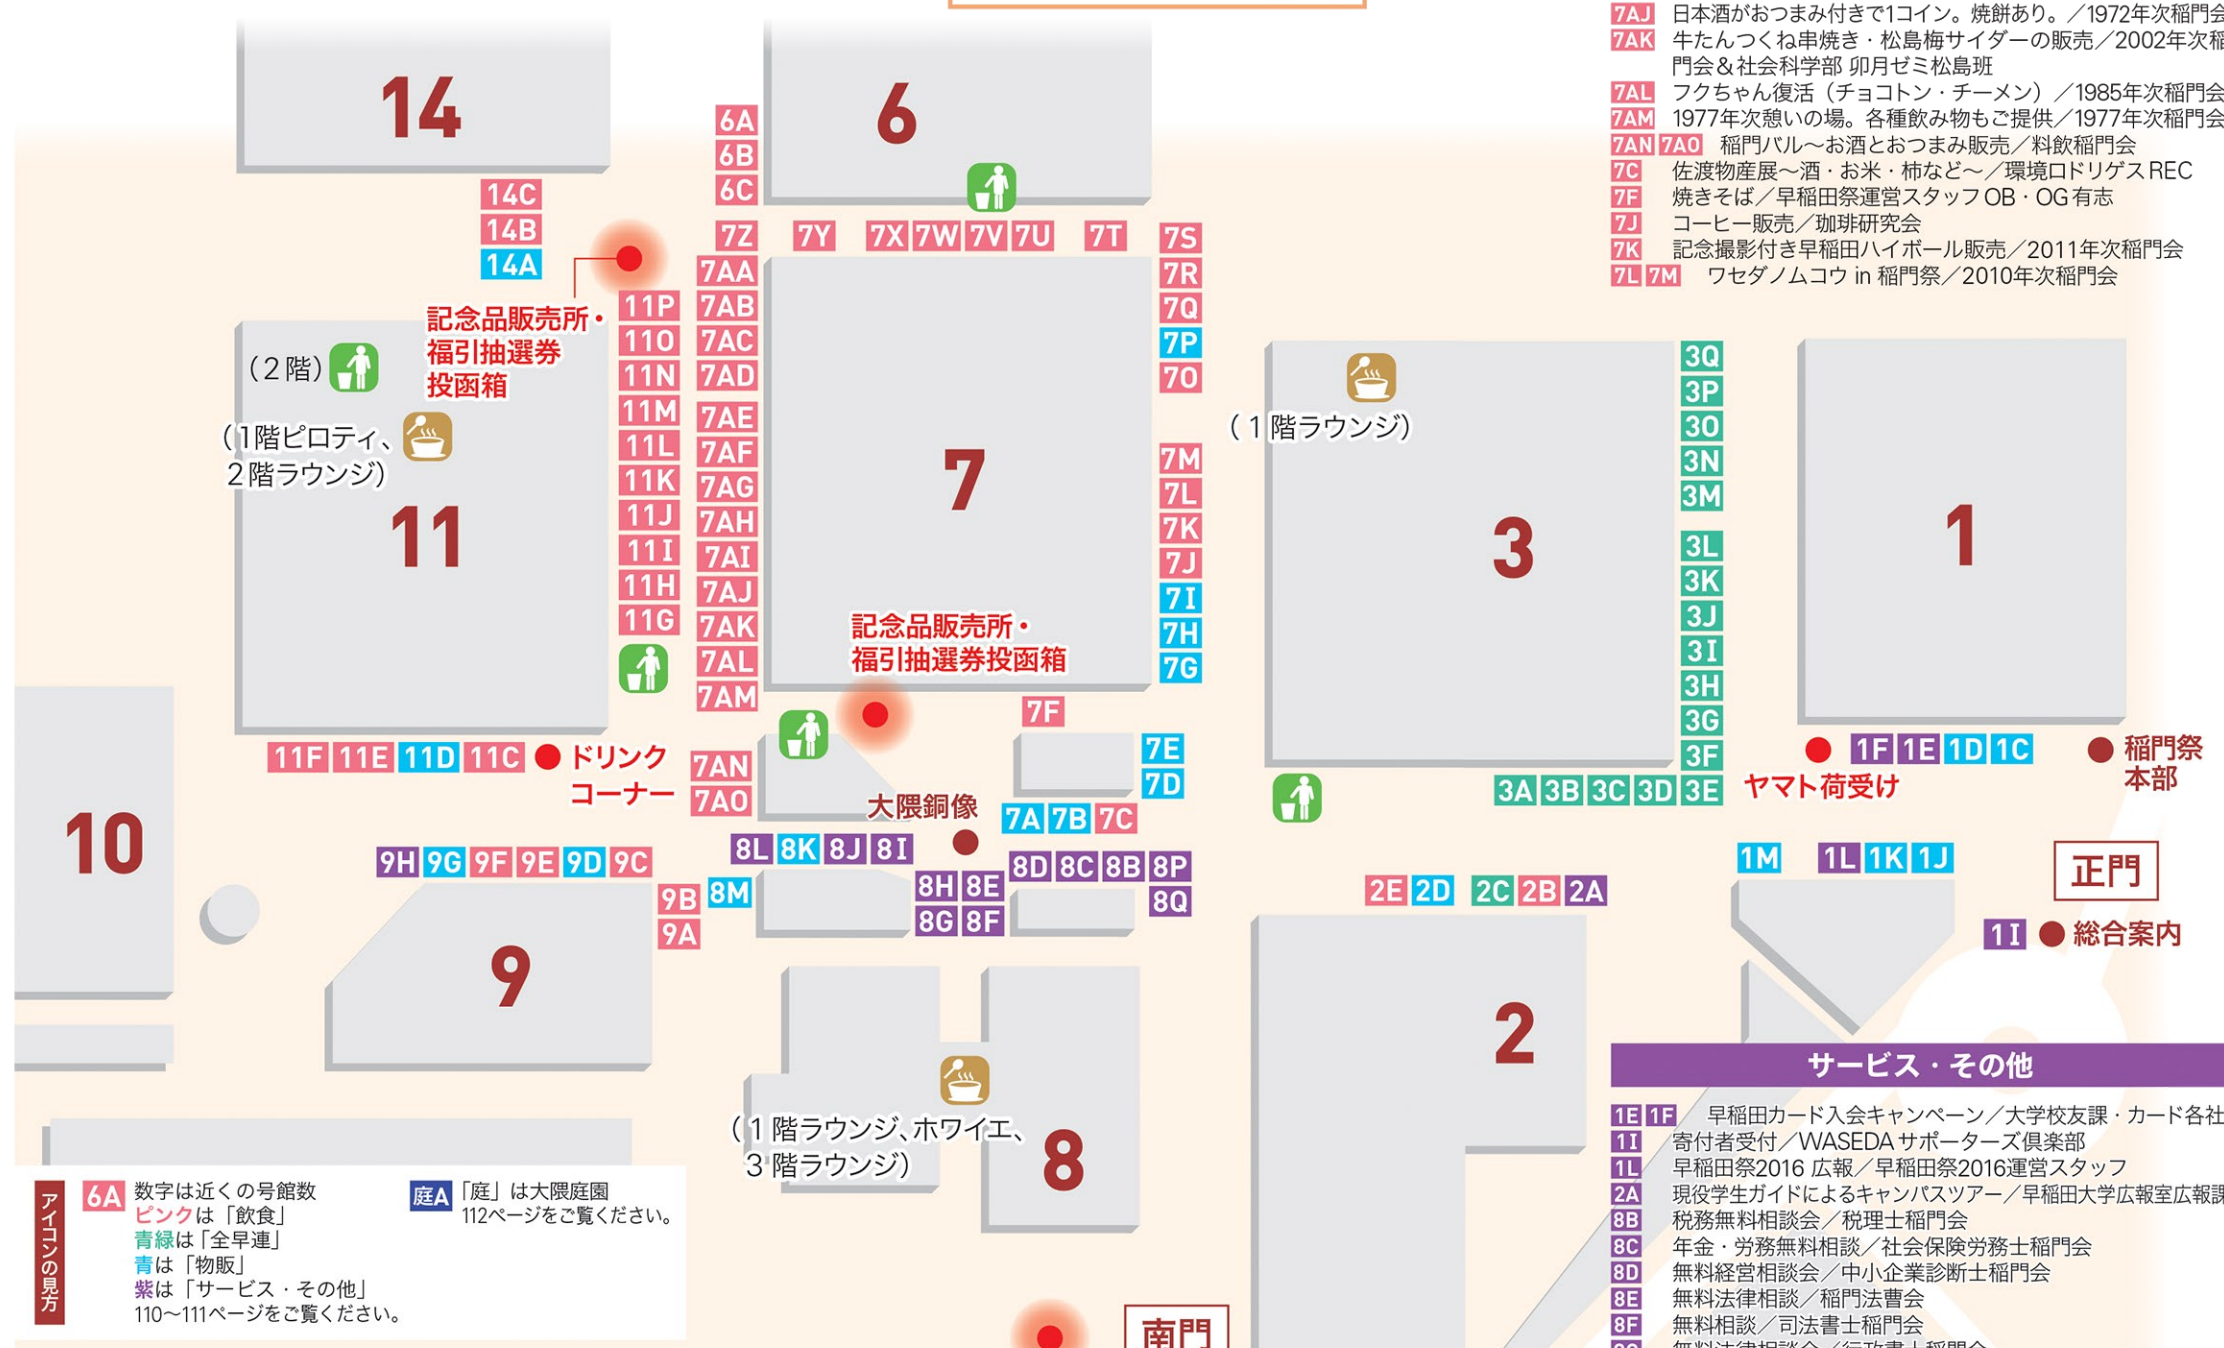 7AJ 日本酒がおつまみ付きで1コイン。焼餅あり。／1972年次稲門会
7AK 牛たんつくね串焼き・松島梅サイダーの販売／2002年次稲
門会＆社会科学部 卯月ゼミ松島班
7AL フクちゃん復活（チョコトン・チーメン）／1985年次稲門会
7AM 1977年次憩いの場。各種飲み物もご提供／1977年次稲門会
7AN 7AO 稲門バル～お酒とおつまみ販売／料飲稲門会
7C 佐渡物産展～酒・お米・柿など～／環境ロドリゲスREC
7F 焼きそば／早稲田祭運営スタッフOB・OG有志
7J コーヒー販売／珈琲研究会
7K 記念撮影付き早稲田ハイボール販売／2011年次稲門会
7L 7M ワセダノムコウ in 稲門祭／2010年次稲門会
14
14C
14B
14A
6
6A
6B
6C
7Z 7Y 7X 7W 7V 7U 7T 7S
7R
7Q
7P
7O
7M
7L
7K
7J
7I
7H
7G
7
7AA
7AB
7AC
7AD
7AE
7AF
7AG
7AH
7AI
7AJ
7AK
7AL
7AM
記念品販売所・
福引抽選券
投函箱
11P
11O
11N
11M
11L
11K
11J
11I
11H
11G
（2階）
（1階ピロティ、
2階ラウンジ）
11
11F 11E 11D 11C
ドリンク
コーナー
記念品販売所・
福引抽選券投函箱
7F
7E
7D
7AN
7AO
大隈銅像
7A 7B 7C
（1階ラウンジ）
3
3Q
3P
3O
3N
3M
3L
3K
3J
3I
3H
3G
3F
3A 3B 3C 3D 3E
1
ヤマト荷受け
1F 1E 1D 1C
稲門祭
本部
10
9H 9G 9F 9E 9D 9C
9B
9A
9
8L 8K 8J 8I
8M
8H 8E
8G 8F
8D 8C 8B 8P
8Q
2E 2D 2C 2B 2A
2
1M 1L 1K 1J
正門
1I 総合案内
（1階ラウンジ、ホワイエ、
3階ラウンジ）
8
南門
アイコンの見方
6A 数字は近くの号館数
ピンクは「飲食」
青緑は「全早連」
青は「物販」
紫は「サービス・その他」
110～111ページをご覧ください。
庭A 「庭」は大隈庭園
112ページをご覧ください。
サービス・その他
1E 1F 早稲田カード入会キャンペーン／大学校友課・カード各社
1I 寄付者受付／WASEDAサポーターズ倶楽部
1L 早稲田祭2016 広報／早稲田祭2016運営スタッフ
2A 現役学生ガイドによるキャンパスツアー／早稲田大学広報室広報課
8B 税務無料相談会／税理士稲門会
8C 年金・労務無料相談／社会保険労務士稲門会
8D 無料経営相談会／中小企業診断士稲門会
8E 無料法律相談／稲門法曹会
8F 無料相談／司法書士稲門会